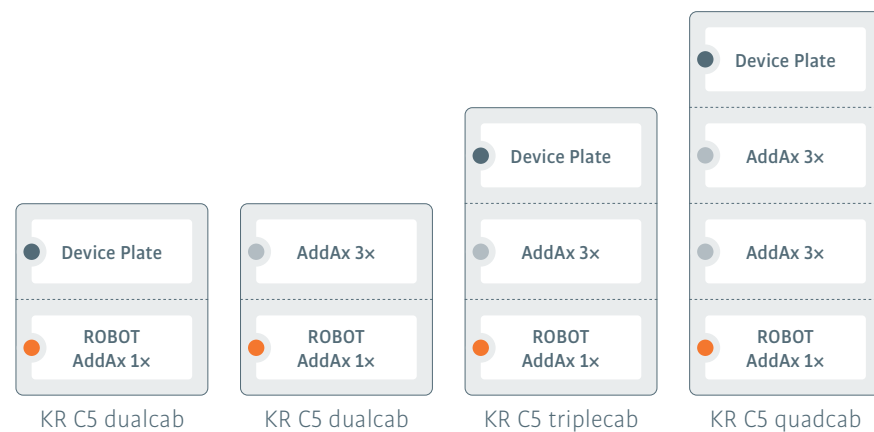 Device Plate
ROBOT
AddAx 1×
KR C5 dualcab
AddAx 3×
ROBOT
AddAx 1×
KR C5 dualcab
Device Plate
AddAx 3×
ROBOT
AddAx 1×
KR C5 triplecab
Device Plate
AddAx 3×
AddAx 3×
ROBOT
AddAx 1×
KR C5 quadcab